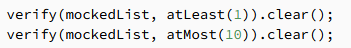 verify(mockedList, atLeast(1)).clear();
verify(mockedList, atMost(10)).clear();